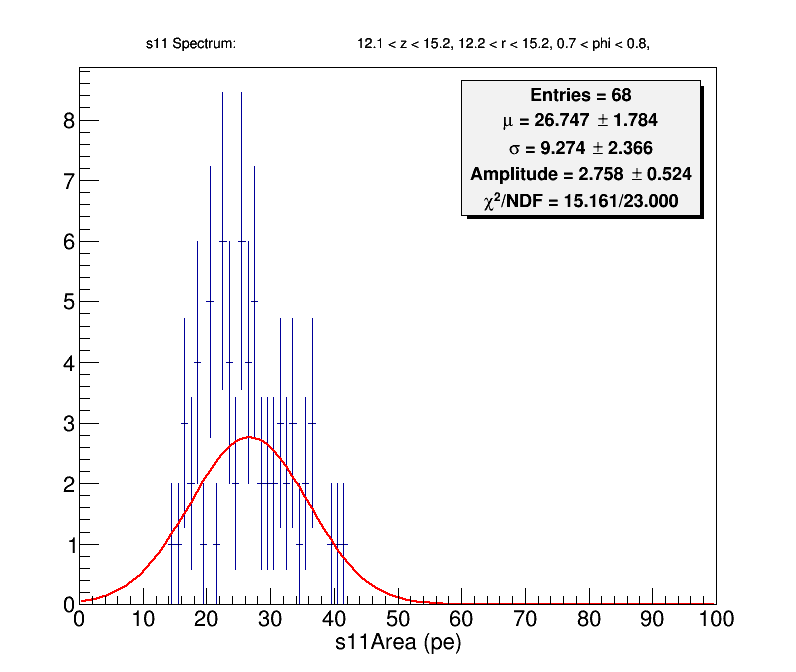 s11 Spectrum: 12.1 < z < 15.2, 12.2 < r < 15.2, 0.7 < phi < 0.8,
Entries = 68
μ = 26.747 ± 1.784
σ = 9.274 ± 2.366
Amplitude = 2.758 ± 0.524
χ²/NDF = 15.161/23.000
8
7
6
5
4
3
2
1
0
0 10 20 30 40 50 60 70 80 90 100
s11Area (pe)